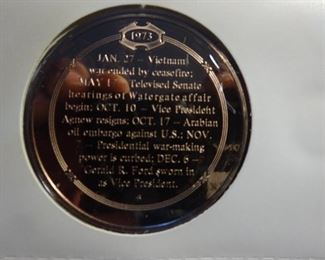 1973
JAN. 27 – Vietnam
war ended by ceasefire;
MAY 17 – Televised Senate
hearings of Watergate affair
begin; OCT. 10 – Vice President
Agnew resigns; OCT. 17 – Arabian
oil embargo against U.S.; NOV.
7 – Presidential war-making
power is curbed; DEC. 6 –
Gerald R. Ford sworn in
as Vice President.